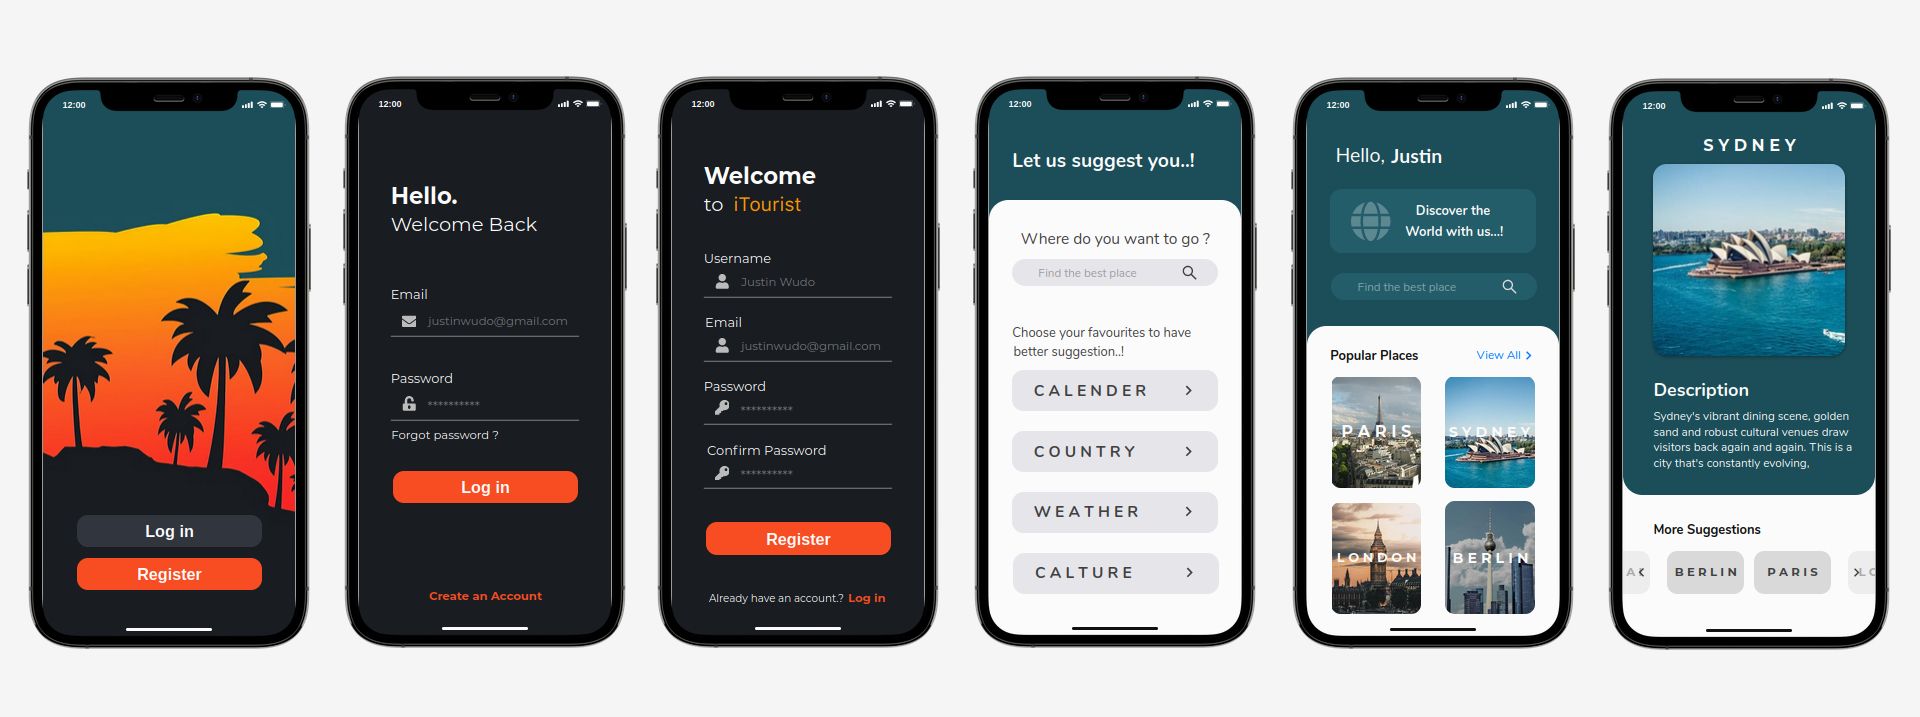 12:00
Log in
Register
12:00
Hello.
Welcome Back
Email
justinwudo@gmail.com
Password
**********
Forgot password ?
Log in
Create an Account
12:00
Welcome
to iTourist
Username
Justin Wudo
Email
justinwudo@gmail.com
Password
**********
Confirm Password
**********
Register
Already have an account.? Log in
12:00
Let us suggest you..!
Where do you want to go ?
Find the best place
Choose your favourites to have
better suggestion..!
CALENDER
COUNTRY
WEATHER
CALTURE
12:00
Hello, Justin
Discover the
World with us...!
Find the best place
Popular Places
View All
PARIS
SYDNEY
LONDON
BERLIN
12:00
SYDNEY
Description
Sydney's vibrant dining scene, golden
sand and robust cultural venues draw
visitors back again and again. This is a
city that's constantly evolving,
More Suggestions
A
BERLIN
PARIS
LO